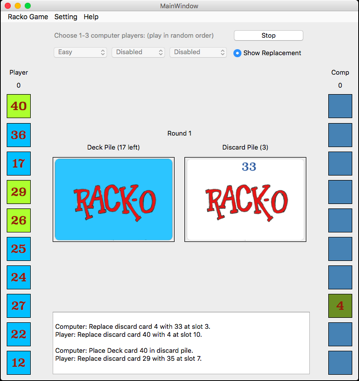 MainWindow
Racko Game Setting Help
Choose 1-3 computer players: (play in random order) Stop
Easy Disabled Disabled Show Replacement
Player Comp
0 0
40
36
17
29
26
25
24
27
22
12
Round 1
Deck Pile (17 left) Discard Pile (3)
33
RACK-O RACK-O
4
Computer: Replace discard card 4 with 33 at slot 3.
Player: Replace discard card 40 with 4 at slot 10.
Computer: Place Deck card 40 in discard pile.
Player: Replace discard card 29 with 35 at slot 7.